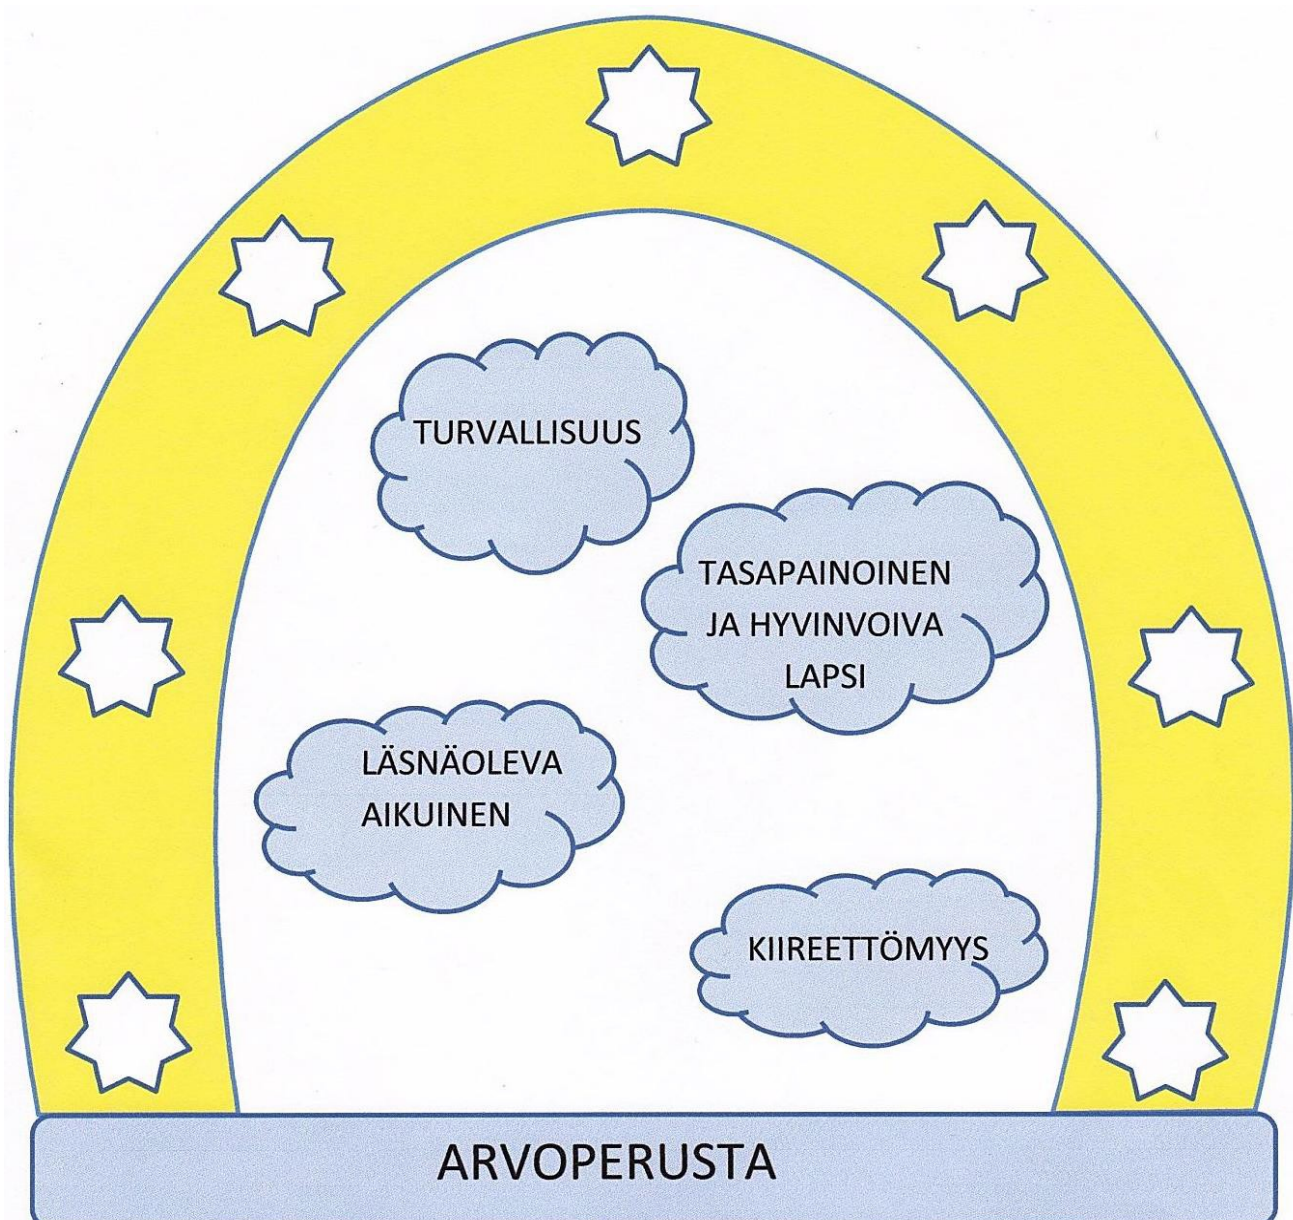 TURVALLISUUS
TASAPAINOINEN
JA HYVINVOIVA
LAPSI
LÄSNÄOLEVA
AIKUINEN
KIIREETTÖMYYS
ARVOPERUSTA